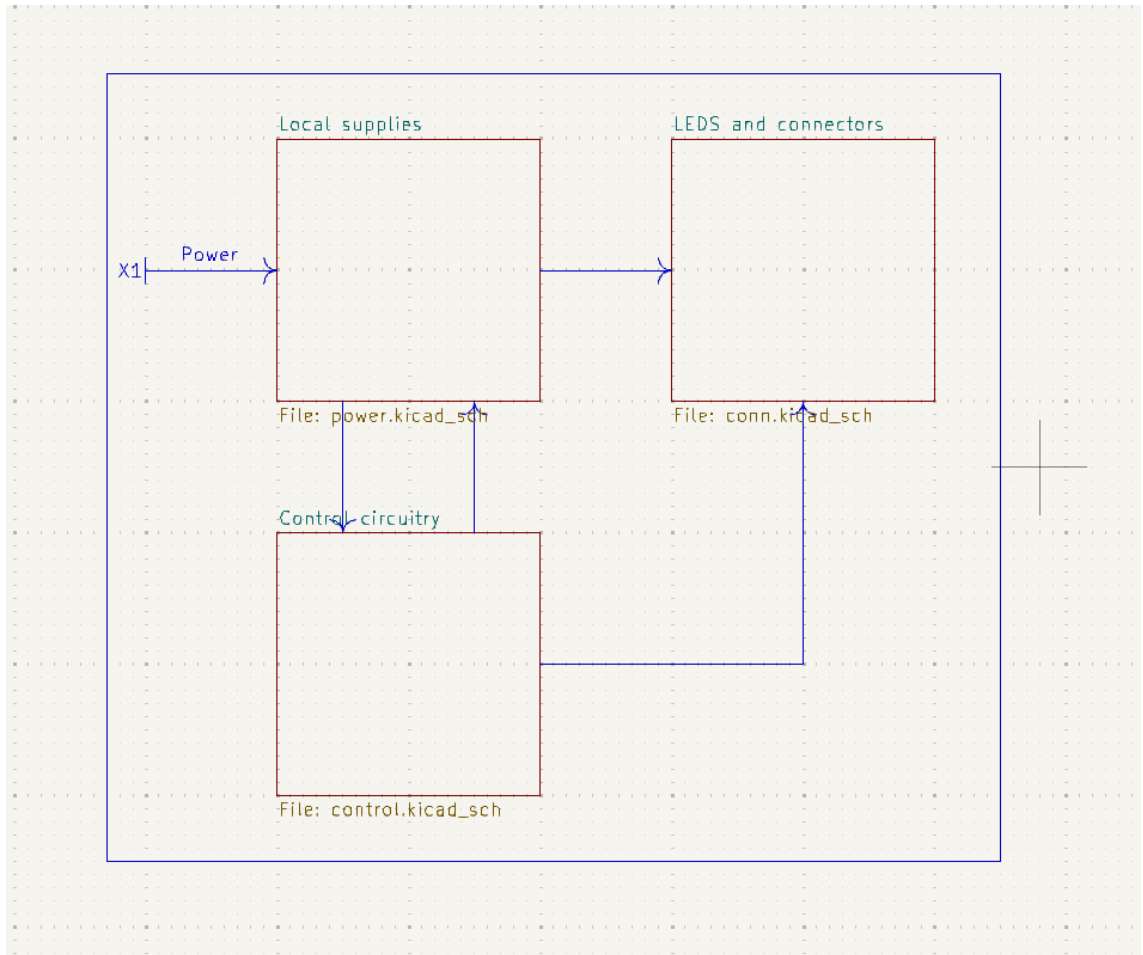 Local supplies
LEDS and connectors
Power
X1
File: power.kicad_sch
File: conn.kicad_sch
Control circuitry
File: control.kicad_sch